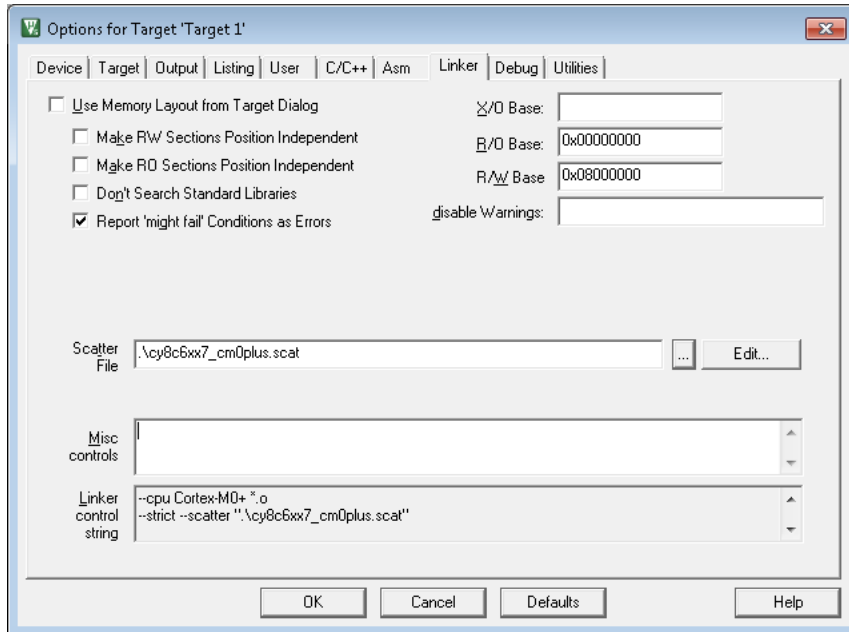 Options for Target 'Target 1'
Device Target Output Listing User C/C++ Asm Linker Debug Utilities
Use Memory Layout from Target Dialog
Make RW Sections Position Independent
Make RO Sections Position Independent
Don't Search Standard Libraries
Report 'might fail' Conditions as Errors
X/O Base:
R/O Base: 0x00000000
R/W Base 0x08000000
disable Warnings:
Scatter
File
.\cy8c6xx7_cm0plus.scat
... Edit...
Misc
controls
Linker
control
string
--cpu Cortex-M0+ *.o
--strict --scatter ".\cy8c6xx7_cm0plus.scat"
OK Cancel Defaults Help